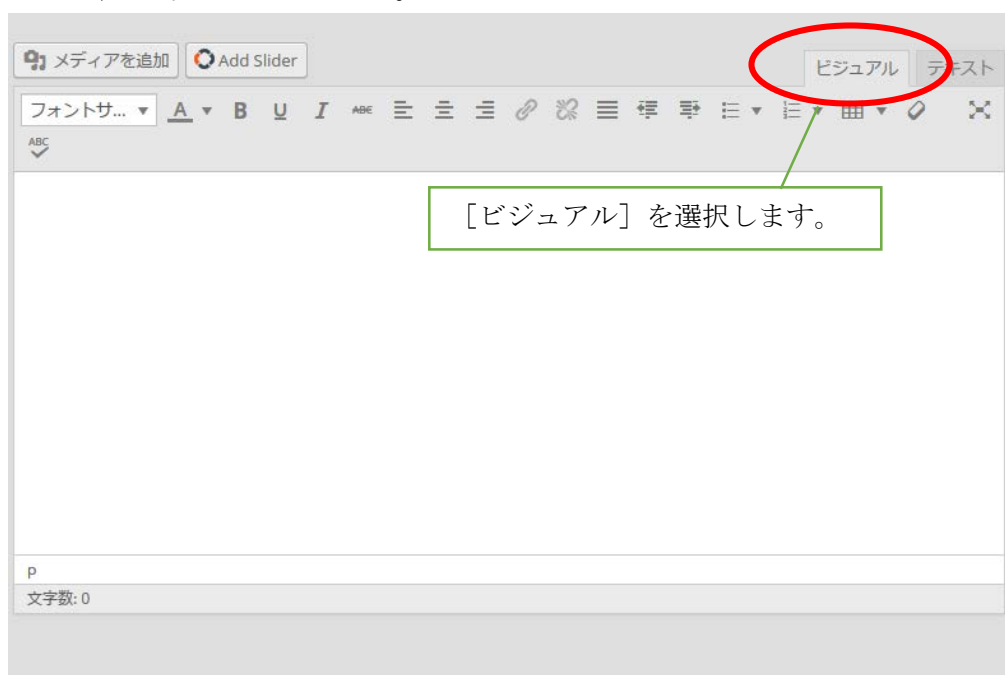 メディアを追加 Add Slider
ビジュアル テキスト
フォントサ... A B U I ABC
ABC
［ビジュアル］を選択します。
p
文字数: 0